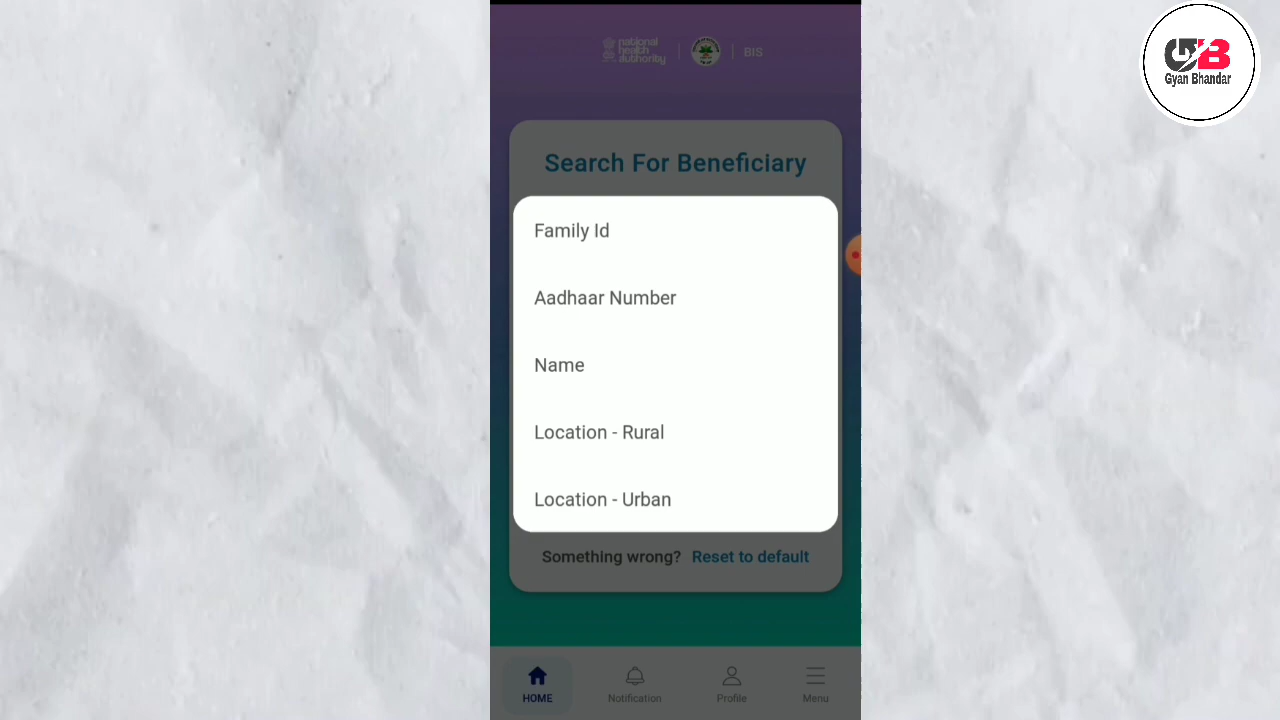 national
health
authority
BIS
GB
Gyan Bhandar
Search For Beneficiary
Family Id
Aadhaar Number
Name
Location - Rural
Location - Urban
Something wrong? Reset to default
HOME
Notification
Profile
Menu